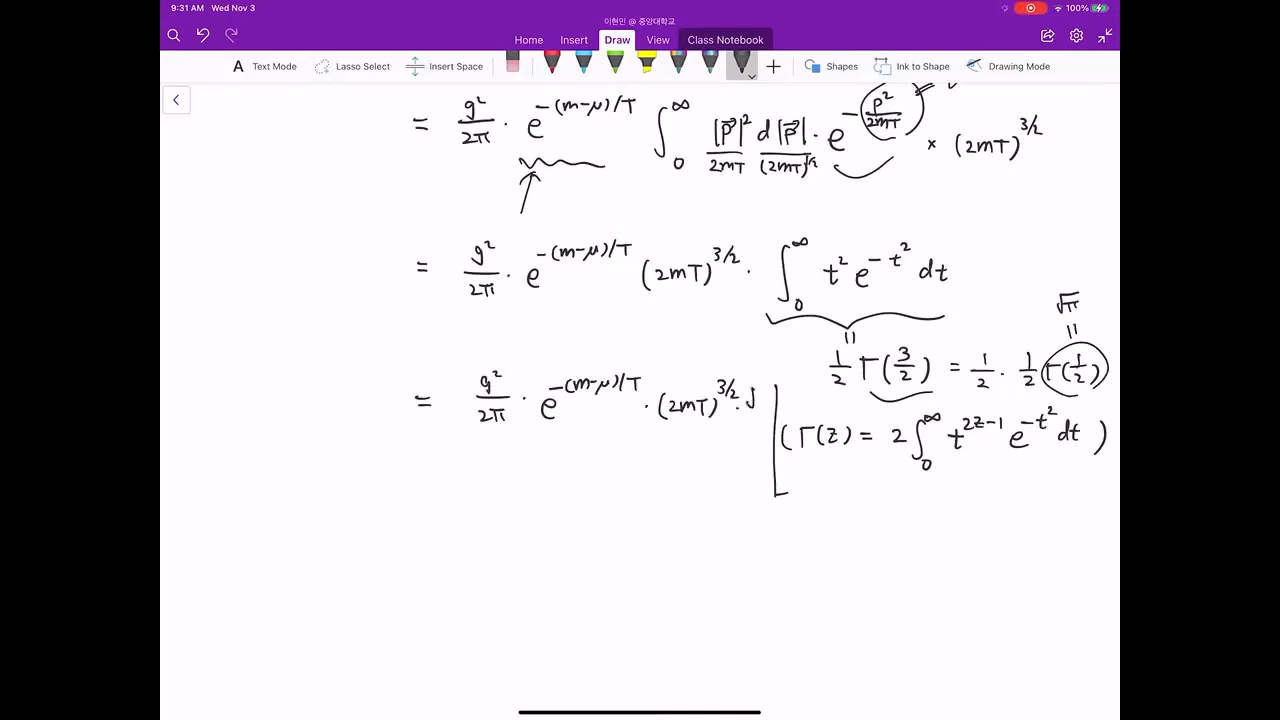 9:31 AM Wed Nov 3
100%
이현민 @ 중앙대학교
Home Insert Draw View Class Notebook
Text Mode Lasso Select Insert Space Shapes Ink to Shape Drawing Mode
= g²/2π · e^{-(m-μ)/T} ∫₀^∞ |p⃗|²/2mT d|p⃗|/(2mT)^{1/2} · e^{-p²/2mT} × (2mT)^{3/2}
= g²/2π · e^{-(m-μ)/T} (2mT)^{3/2} · ∫₀^∞ t² e^{-t²} dt
√π
=
1/2 Γ(3/2) = 1/2 · 1/2 Γ(1/2)
= g²/2π · e^{-(m-μ)/T} · (2mT)^{3/2} ·
(Γ(z) = 2 ∫₀^∞ t^{2z-1} e^{-t²} dt)